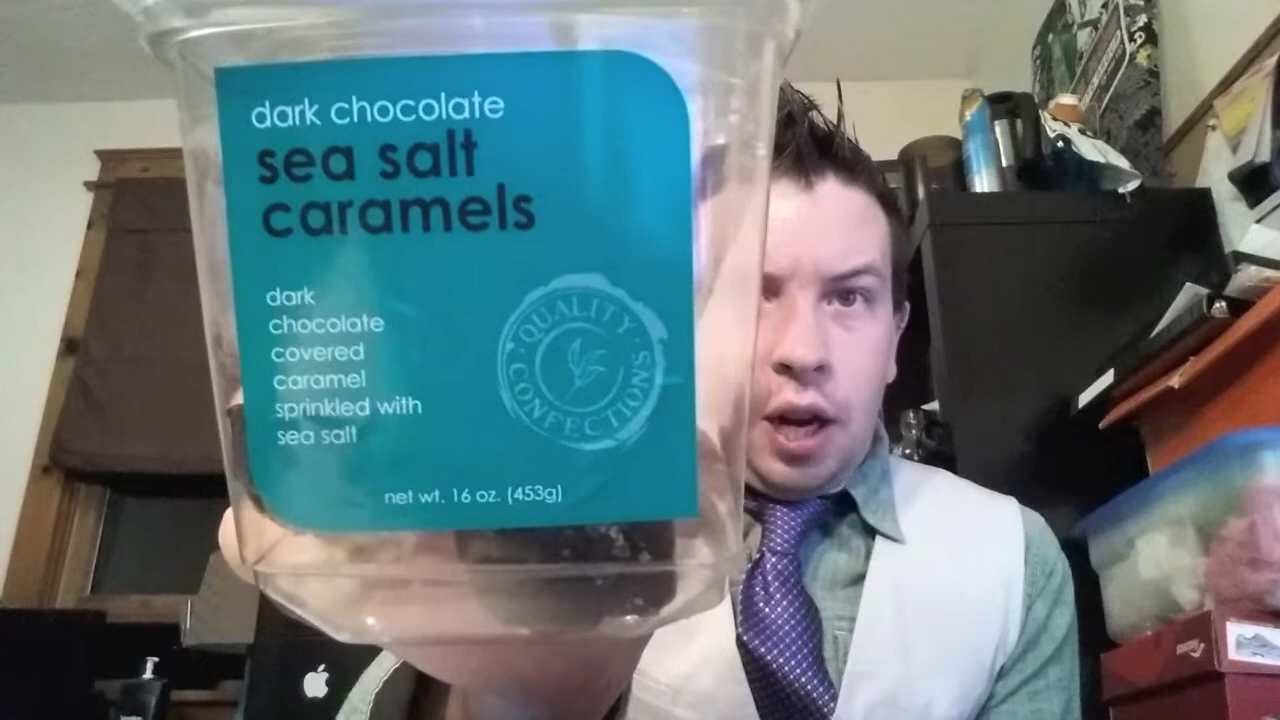 dark chocolate
sea salt
caramels
dark
chocolate
covered
caramel
sprinkled with
sea salt
QUALITY
CONFECTIONS
net wt. 16 oz. (453g)